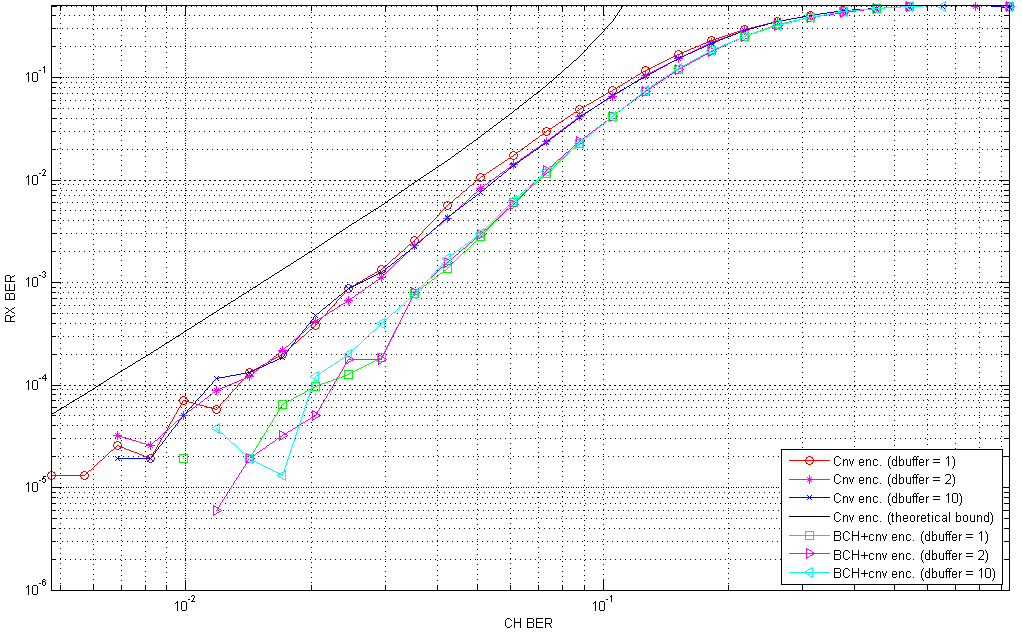 10-1
10-2
10-3
10-4
10-5
10-6
RX BER
10-2
10-1
CH BER
Cnv enc. (dbuffer = 1)
Cnv enc. (dbuffer = 2)
Cnv enc. (dbuffer = 10)
Cnv enc. (theoretical bound)
BCH+cnv enc. (dbuffer = 1)
BCH+cnv enc. (dbuffer = 2)
BCH+cnv enc. (dbuffer = 10)